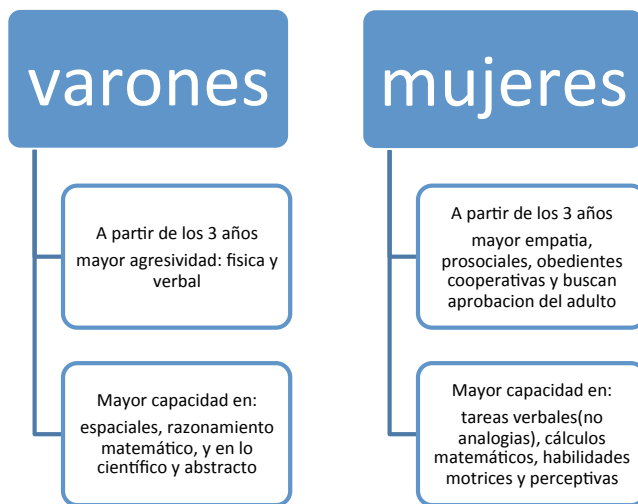 varones
A partir de los 3 años
mayor agresividad: fisica y
verbal
Mayor capacidad en:
espaciales, razonamiento
matemático, y en lo
científico y abstracto
mujeres
A partir de los 3 años
mayor empatia,
prosociales, obedientes
cooperativas y buscan
aprobacion del adulto
Mayor capacidad en:
tareas verbales(no
analogias), cálculos
matemáticos, habilidades
motrices y perceptivas